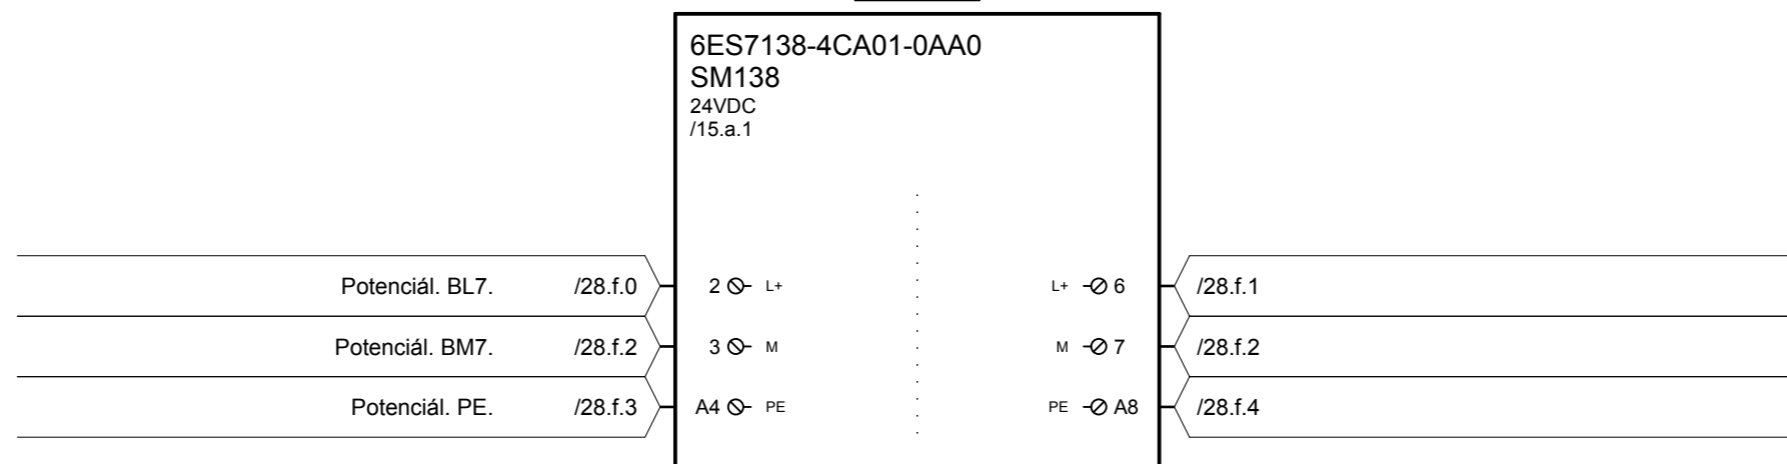 6ES7138-4CA01-0AA0
SM138
24VDC
/15.a.1
Potenciál. BL7. /28.f.0 2 L+ L+ 6 /28.f.1
Potenciál. BM7. /28.f.2 3 M M 7 /28.f.2
Potenciál. PE. /28.f.3 A4 PE PE A8 /28.f.4